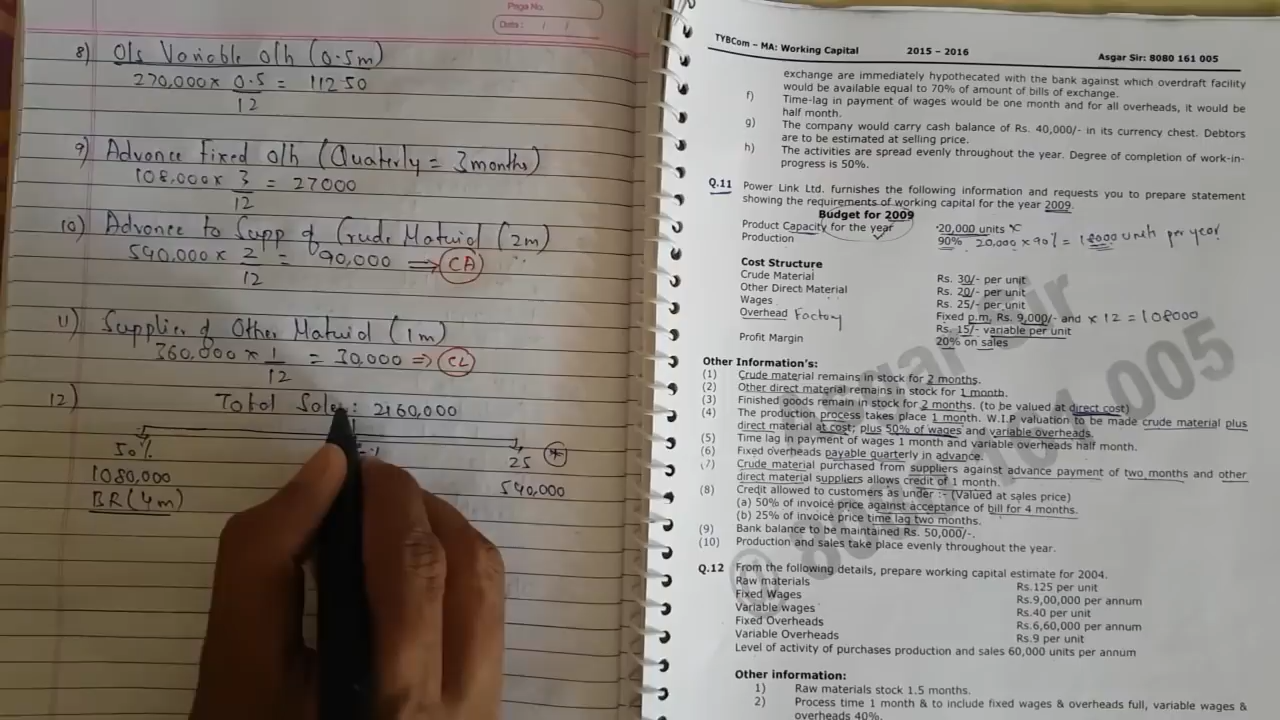 8) O/s Variable o/h (0.5m)
270,000 x 0.5 = 112.50
12
9) Advance Fixed o/h (Quaterly = 3 months)
108,000 x 3 = 27000
12
10) Advance to Supp of Crude Matuial (2m)
540,000 x 2 = 90,000 ⇒ CA
12
11) Supplier of Other Matuial (1m)
360,000 x 1 = 30,000 ⇒ CL
12
12) Total Sales: 2160,000
50%
25
1080,000
540,000
BR (4m)
Page No.
Date : / /
TYBCom – MA: Working Capital 2015 – 2016 Asgar Sir: 8080 161 005
exchange are immediately hypothecated with the bank against which overdraft facility
would be available equal to 70% of amount of bills of exchange.
f) Time-lag in payment of wages would be one month and for all overheads, it would be
half month.
g) The company would carry cash balance of Rs. 40,000/- in its currency chest. Debtors
are to be estimated at selling price.
h) The activities are spread evenly throughout the year. Degree of completion of work-in-
progress is 50%.
Q.11 Power Link Ltd. furnishes the following information and requests you to prepare statement
showing the requirements of working capital for the year 2009.
Budget for 2009
Product Capacity for the year 20,000 units
Production 90% 20,000 x 90% = 18000 units per year
Cost Structure
Crude Material Rs. 30/- per unit
Other Direct Material Rs. 20/- per unit
Wages Rs. 25/- per unit
Overhead Factory Fixed p.m. Rs. 9,000/- and x 12 = 108000
Rs. 15/- variable per unit
Profit Margin 20% on sales
Other Information's:
(1) Crude material remains in stock for 2 months.
(2) Other direct material remains in stock for 1 month.
(3) Finished goods remain in stock for 2 months. (to be valued at direct cost)
(4) The production process takes place 1 month. W.I.P valuation to be made crude material plus
direct material at cost; plus 50% of wages and variable overheads.
(5) Time lag in payment of wages 1 month and variable overheads half month.
(6) Fixed overheads payable quarterly in advance.
(7) Crude material purchased from suppliers against advance payment of two months and other
direct material suppliers allows credit of 1 month.
(8) Credit allowed to customers as under :- (Valued at sales price)
(a) 50% of invoice price against acceptance of bill for 4 months.
(b) 25% of invoice price time lag two months.
(9) Bank balance to be maintained Rs. 50,000/-.
(10) Production and sales take place evenly throughout the year.
Q.12 From the following details, prepare working capital estimate for 2004.
Raw materials Rs.125 per unit
Fixed Wages Rs.9,00,000 per annum
Variable wages Rs.40 per unit
Fixed Overheads Rs.6,60,000 per annum
Variable Overheads Rs.9 per unit
Level of activity of purchases production and sales 60,000 units per annum
Other information:
1) Raw materials stock 1.5 months.
2) Process time 1 month & to include fixed wages & overheads full, variable wages &
overheads 40%.